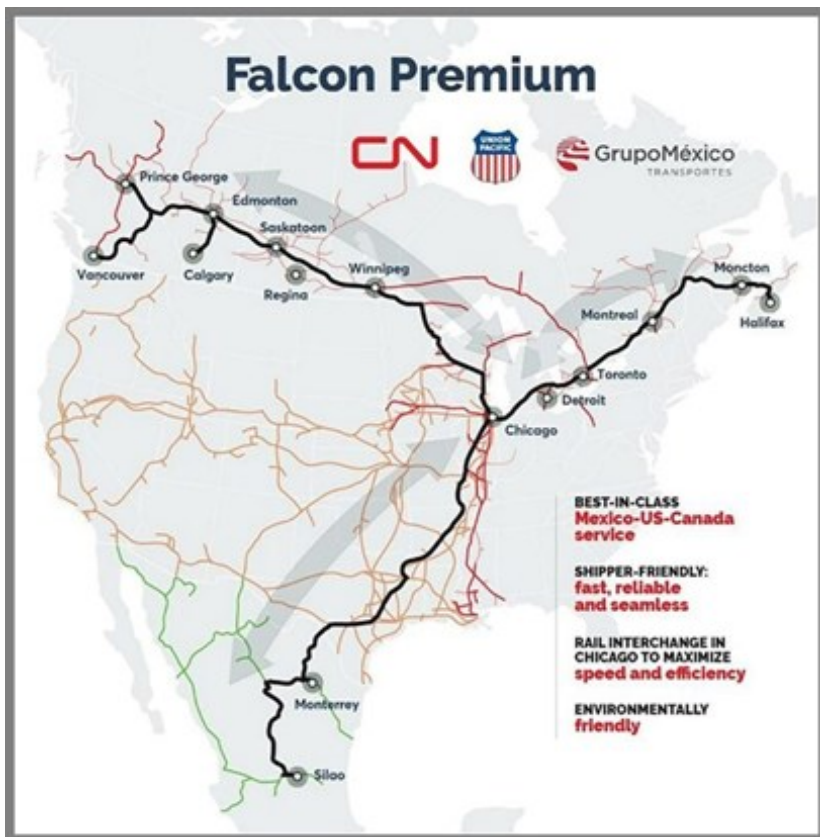 Falcon Premium
CN
UNION
PACIFIC
GrupoMéxico
TRANSPORTES
Prince George
Edmonton
Saskatoon
Vancouver
Calgary
Regina
Winnipeg
Moncton
Montreal
Halifax
Toronto
Detroit
Chicago
BEST-IN-CLASS
Mexico-US-Canada
service
SHIPPER-FRIENDLY:
fast, reliable
and seamless
RAIL INTERCHANGE IN
CHICAGO TO MAXIMIZE
speed and efficiency
ENVIRONMENTALLY
friendly
Monterrey
Silao